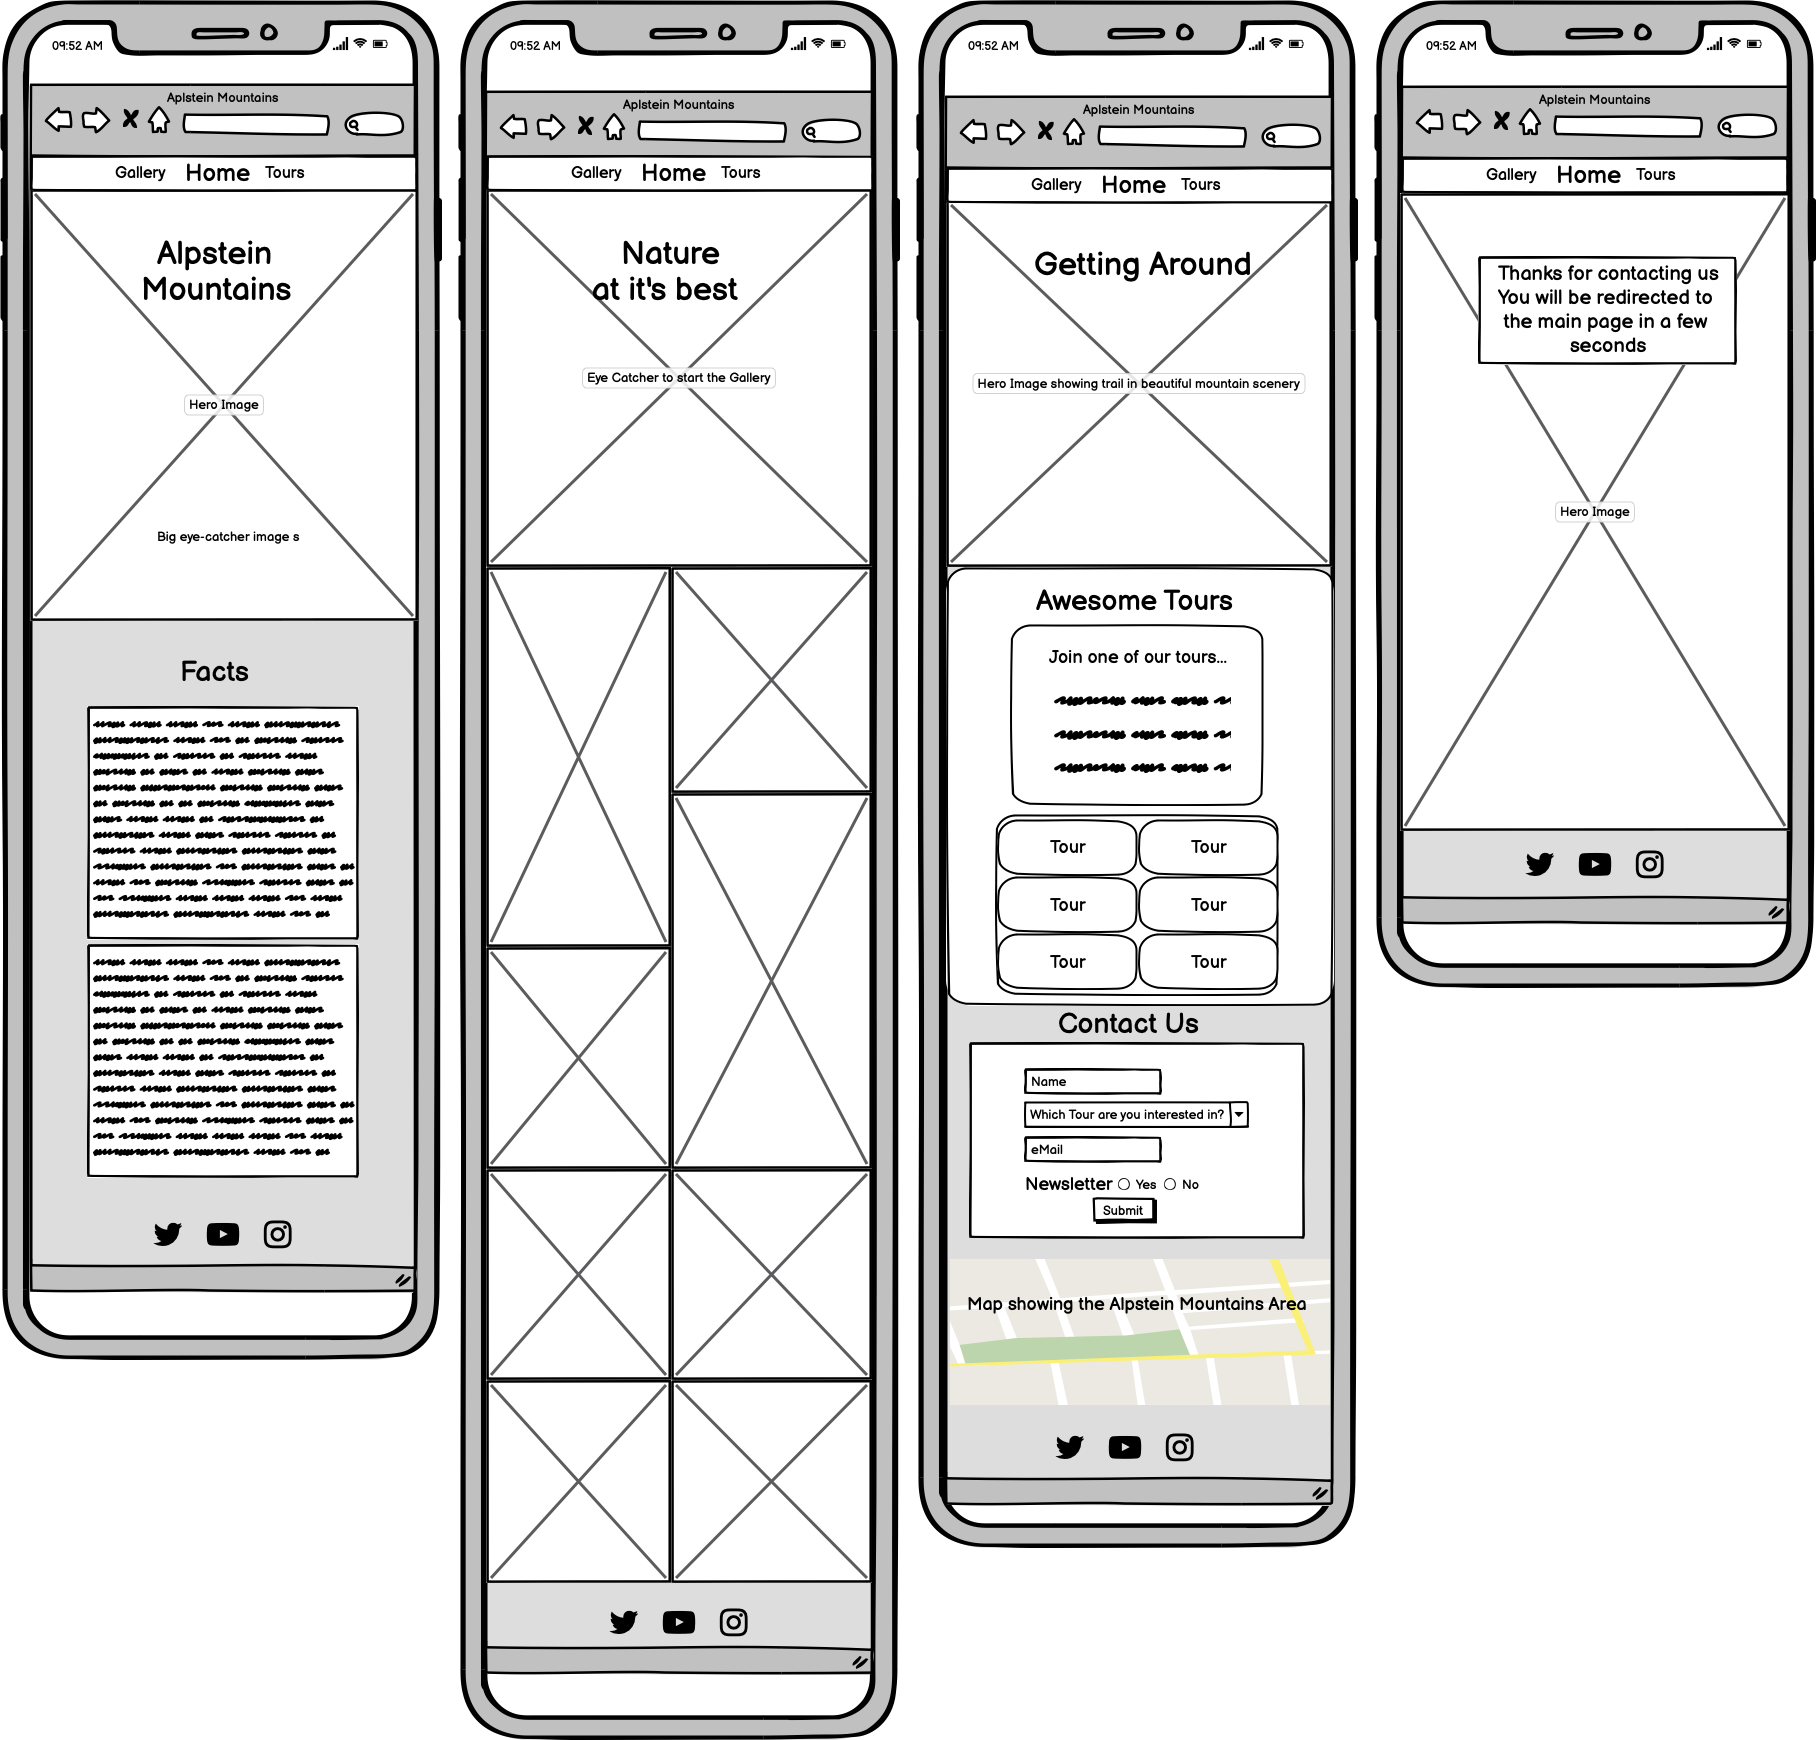 09:52 AM
Aplstein Mountains
Gallery Home Tours
Alpstein
Mountains
Hero Image
Big eye-catcher image s
Facts
09:52 AM
Aplstein Mountains
Gallery Home Tours
Nature
at it's best
Eye Catcher to start the Gallery
09:52 AM
Aplstein Mountains
Gallery Home Tours
Getting Around
Hero Image showing trail in beautiful mountain scenery
Awesome Tours
Join one of our tours...
Tour Tour
Tour Tour
Tour Tour
Contact Us
Name
Which Tour are you interested in?
eMail
Newsletter Yes No
Submit
Map showing the Alpstein Mountains Area
09:52 AM
Aplstein Mountains
Gallery Home Tours
Thanks for contacting us
You will be redirected to
the main page in a few
seconds
Hero Image